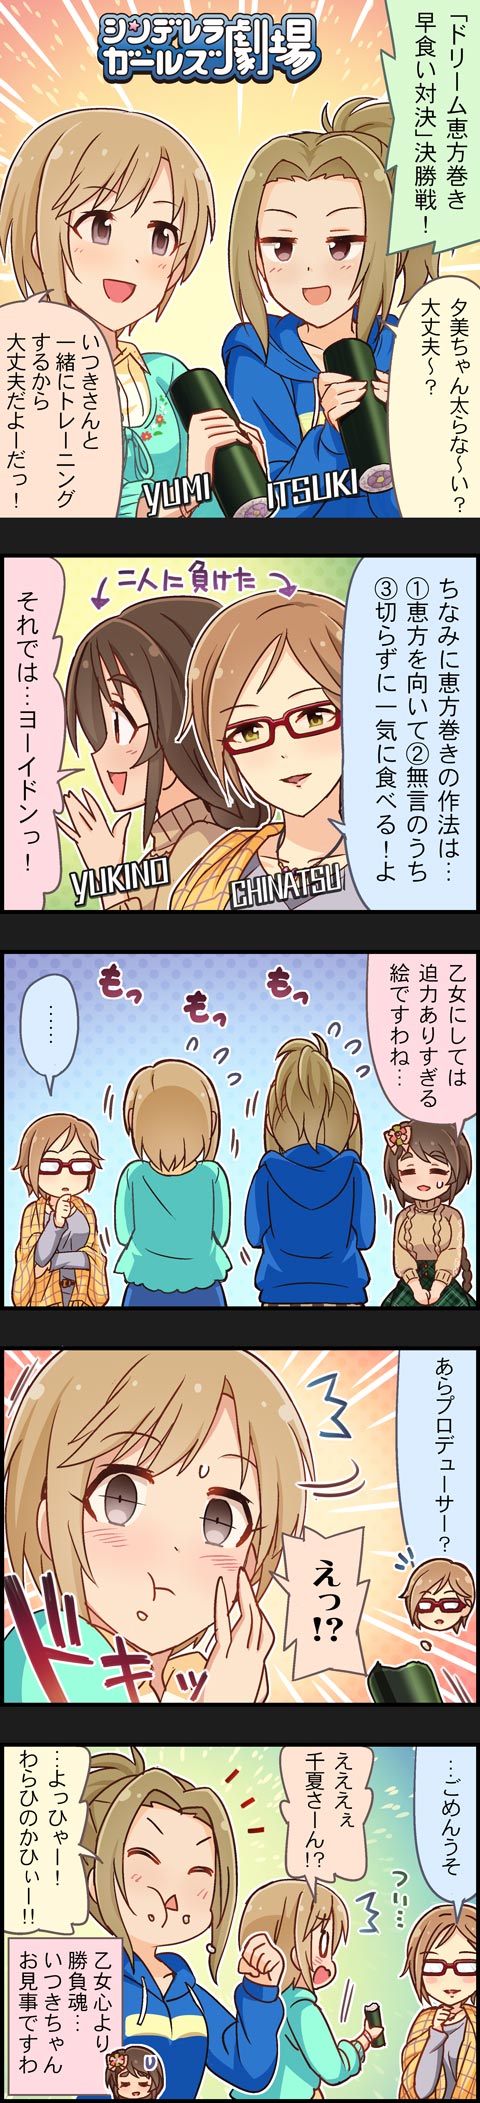 シンデレラ
ガールズ劇場
「ドリーム恵方巻き
早食い対決」決勝戦！
夕美ちゃん太らな〜い？
大丈夫〜？
いつきさんと
一緒にトレーニング
するから
大丈夫だよーだっ！
YUMI
ITSUKI
ちなみに恵方巻きの作法は…
①恵方を向いて②無言のうち
③切らずに一気に食べる！よ
二人に負けた
それでは…ヨーイドンっ！
YUKINO
CHINATSU
乙女にしては
迫力ありすぎる
絵ですわね…
もっ
もっ
もっ
……
あらプロデューサー？
えっ!?
ドキッ
…ごめんうそ
つい…
えええぇ
千夏さーん!?
…よっひゃー！
わらひのかひぃー!!
乙女心より
勝負魂…
いつきちゃん
お見事ですわ